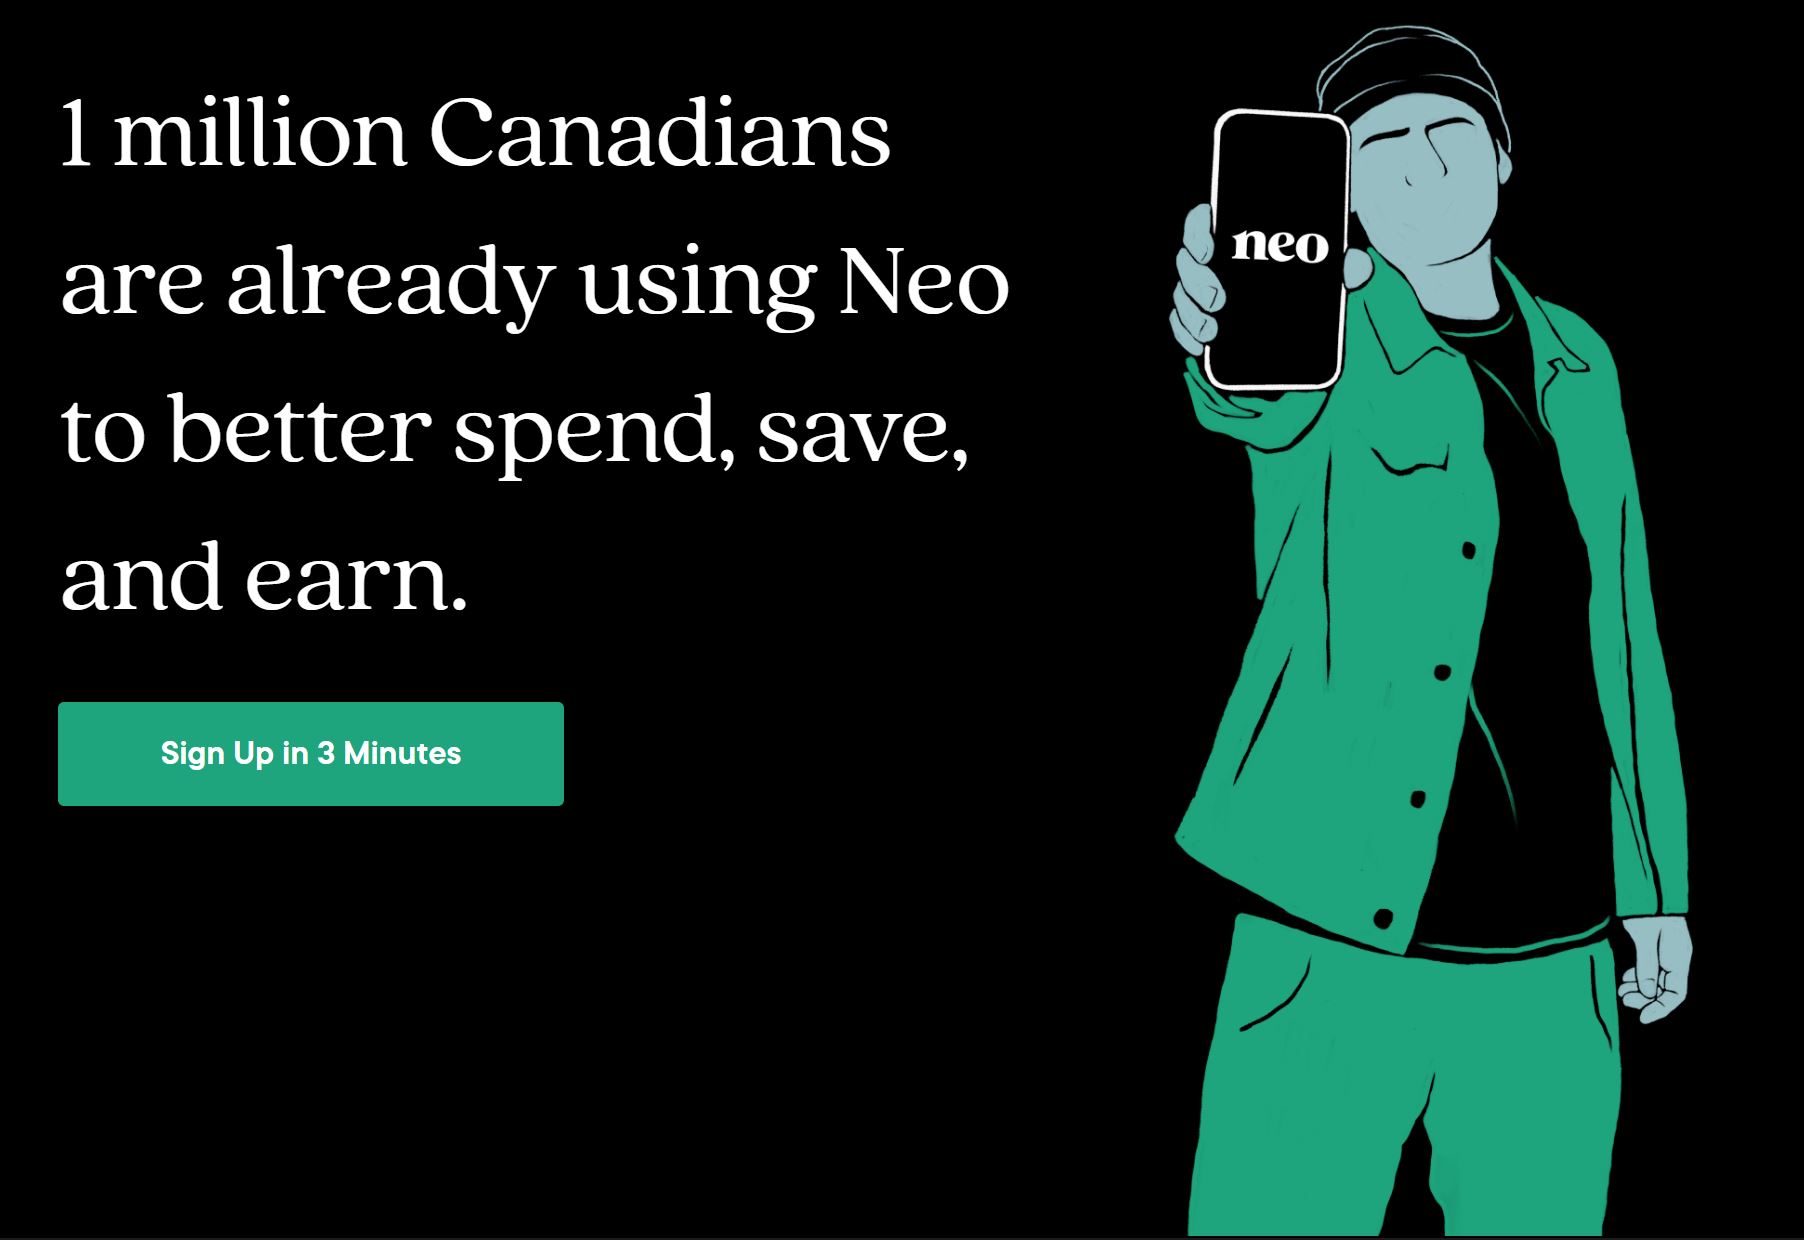 1 million Canadians
are already using Neo
to better spend, save,
and earn.
Sign Up in 3 Minutes
neo